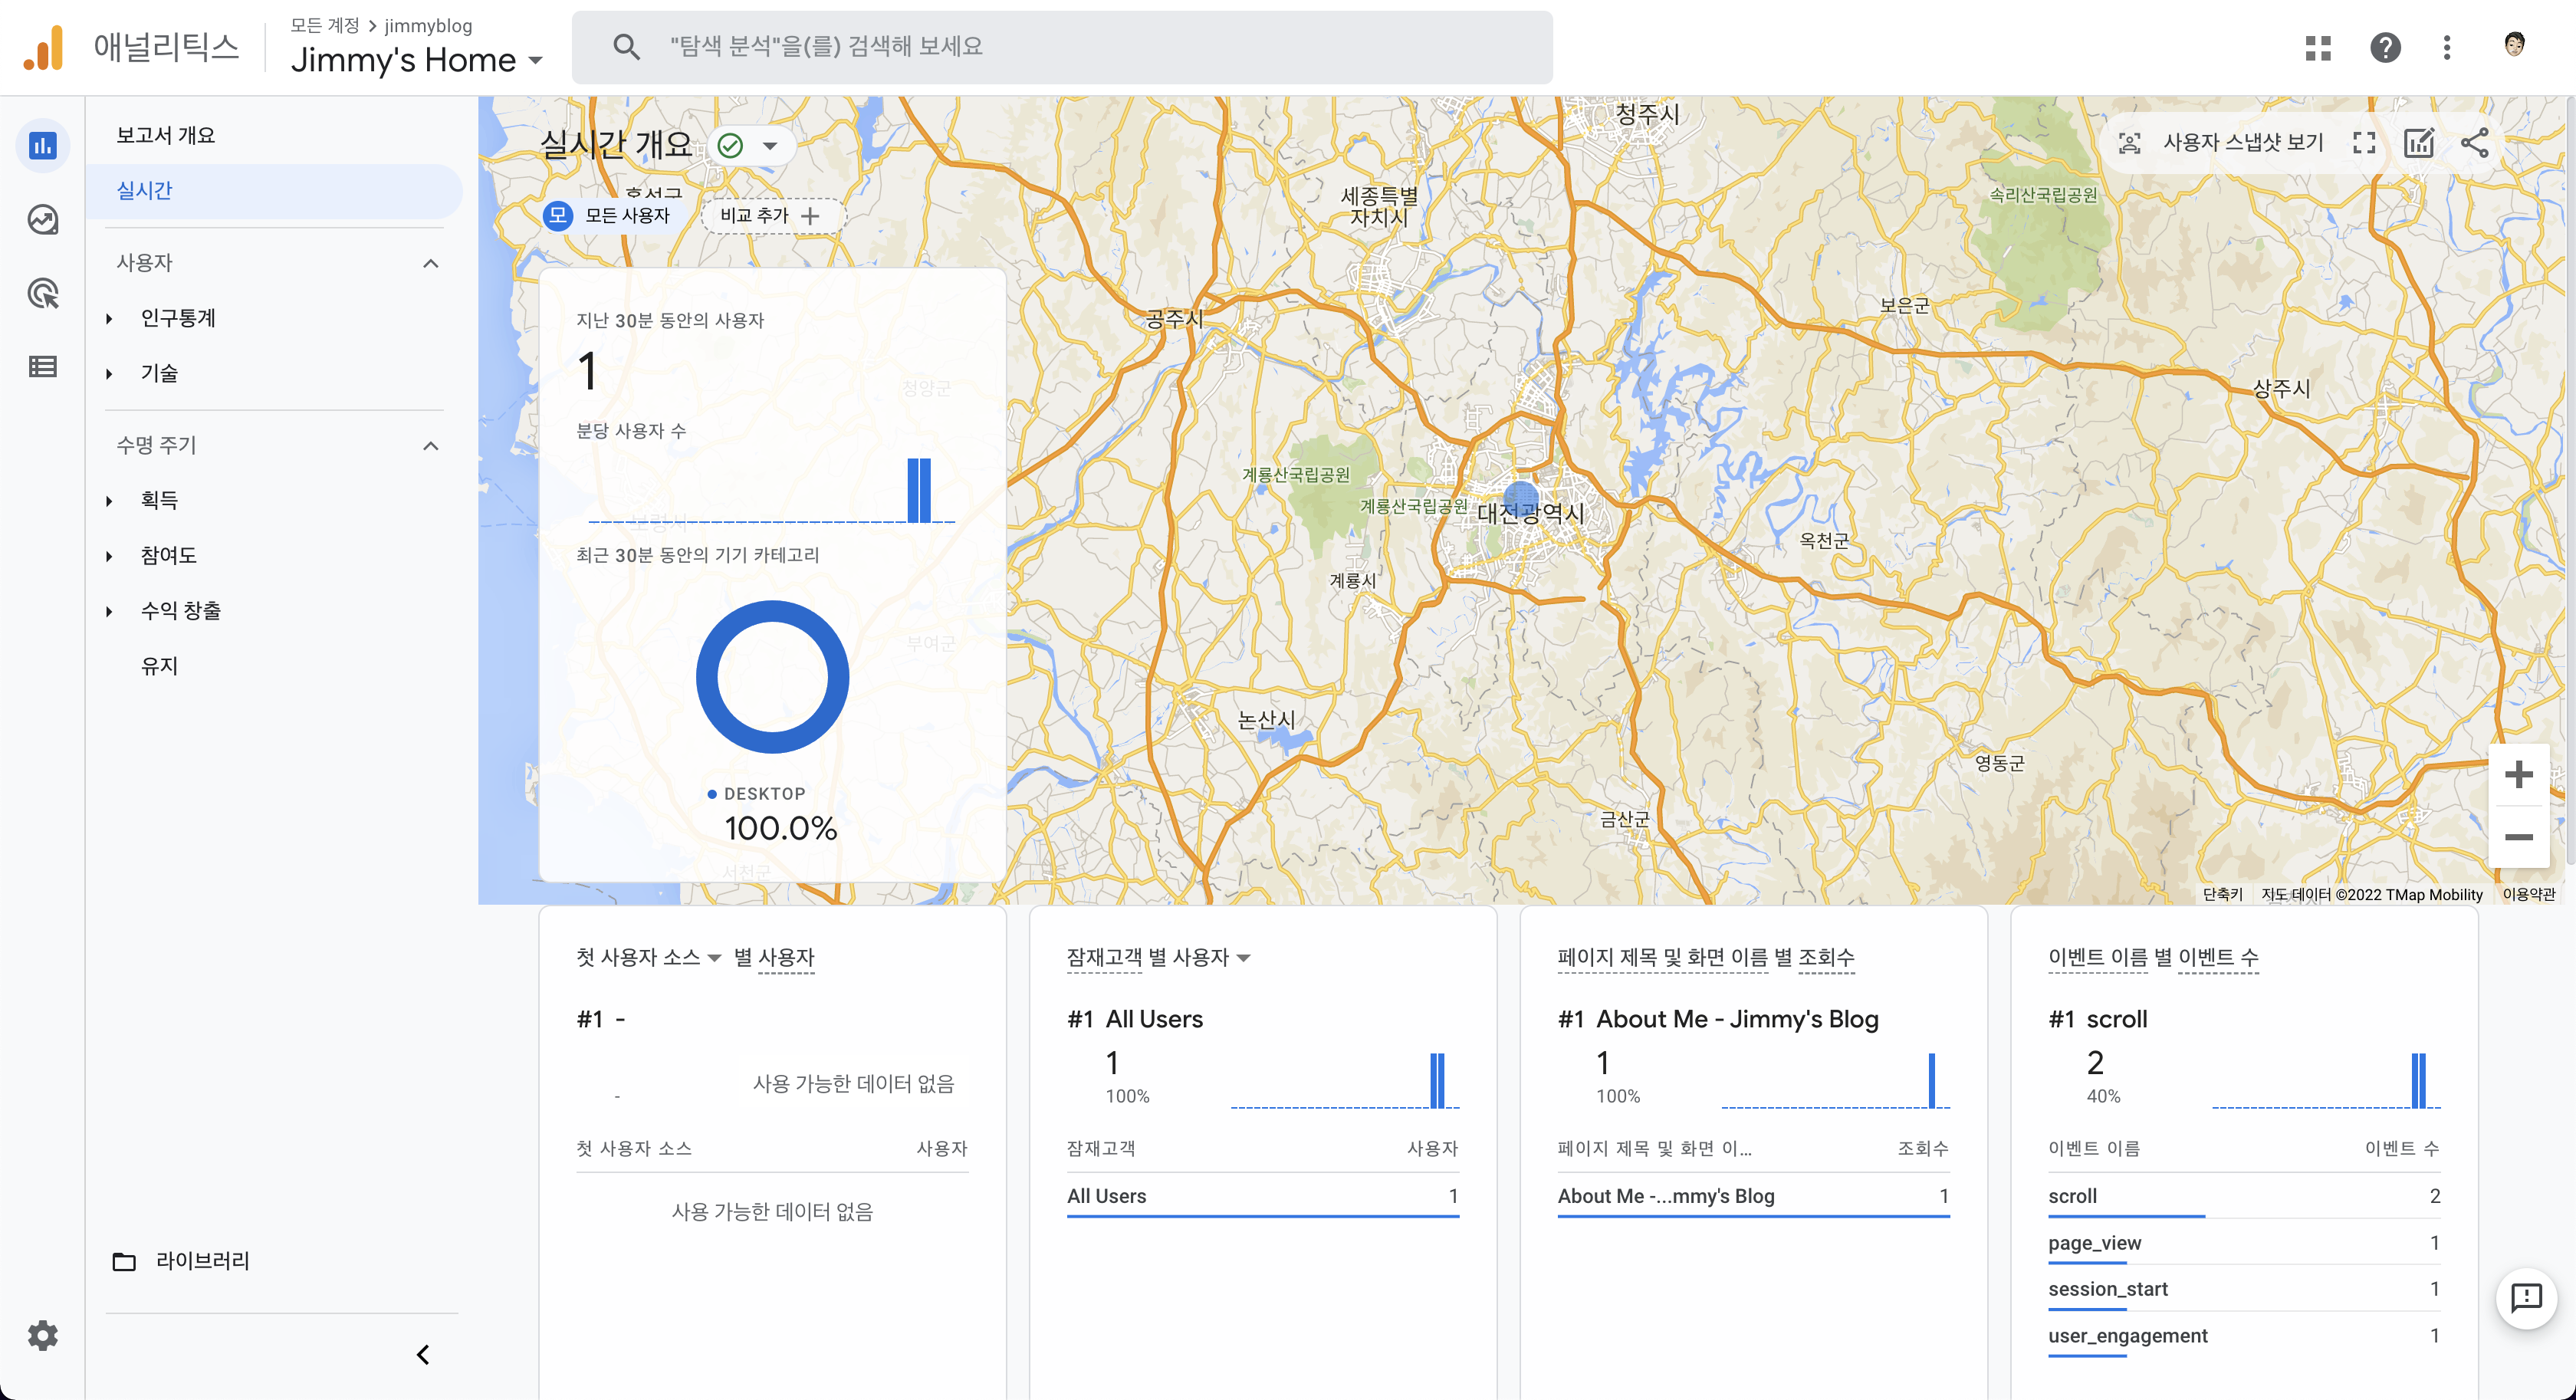 애널리틱스
모든 계정 > jimmyblog
Jimmy's Home
"탐색 분석"을(를) 검색해 보세요
보고서 개요
실시간
사용자
인구통계
기술
수명 주기
획득
참여도
수익 창출
유지
라이브러리
실시간 개요
사용자 스냅샷 보기
모 모든 사용자
비교 추가
지난 30분 동안의 사용자
1
분당 사용자 수
최근 30분 동안의 기기 카테고리
DESKTOP
100.0%
청주시
세종특별
자치시
속리산국립공원
보은군
공주시
청양군
상주시
계룡산국립공원
계룡산국립공원
대전광역시
보령시
옥천군
계룡시
부여군
논산시
영동군
금산군
서천군
단축키
지도 데이터 ©2022 TMap Mobility
이용약관
첫 사용자 소스 별 사용자
#1 -
-
사용 가능한 데이터 없음
첫 사용자 소스 사용자
사용 가능한 데이터 없음
잠재고객 별 사용자
#1 All Users
1
100%
잠재고객 사용자
All Users 1
페이지 제목 및 화면 이름 별 조회수
#1 About Me - Jimmy's Blog
1
100%
페이지 제목 및 화면 이... 조회수
About Me -...mmy's Blog 1
이벤트 이름 별 이벤트 수
#1 scroll
2
40%
이벤트 이름 이벤트 수
scroll 2
page_view 1
session_start 1
user_engagement 1